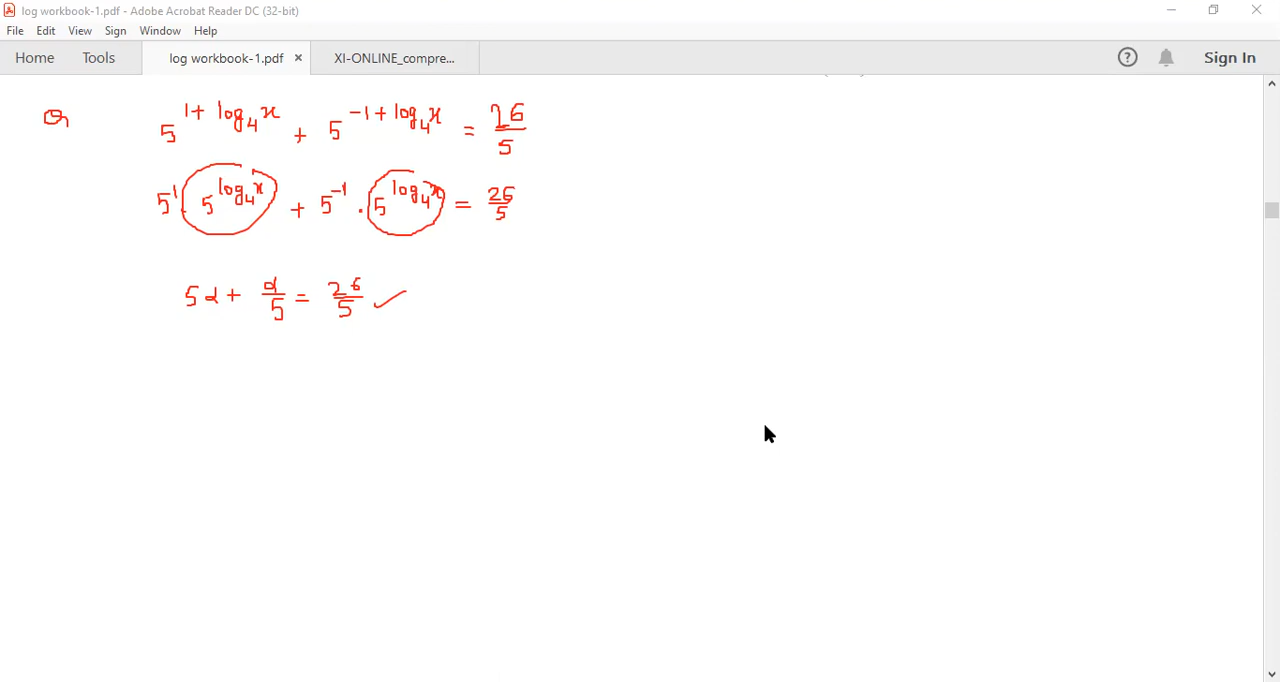 log workbook-1.pdf - Adobe Acrobat Reader DC (32-bit)
File Edit View Sign Window Help
Home Tools log workbook-1.pdf × XI-ONLINE_compre... Sign In
Q 5^{1+log₄x} + 5^{-1+log₄x} = 26/5
5^1 . 5^{log₄x} + 5^{-1} . 5^{log₄x} = 26/5
5α + α/5 = 26/5 ✓